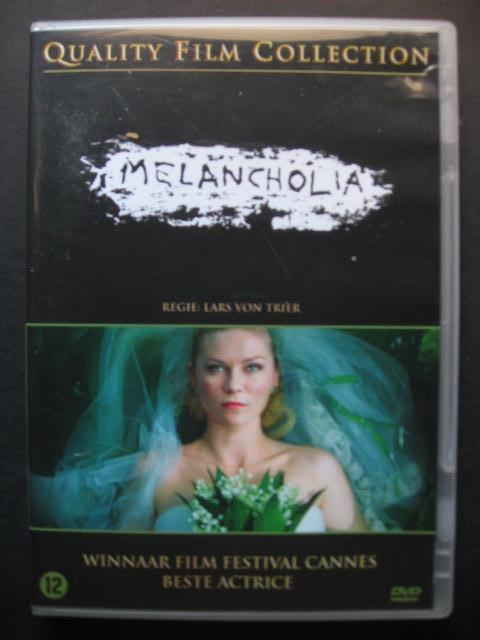 QUALITY FILM COLLECTION
MELANCHOLIA
REGIE: LARS VON TRIER
WINNAAR FILM FESTIVAL CANNES
BESTE ACTRICE
12
DVD